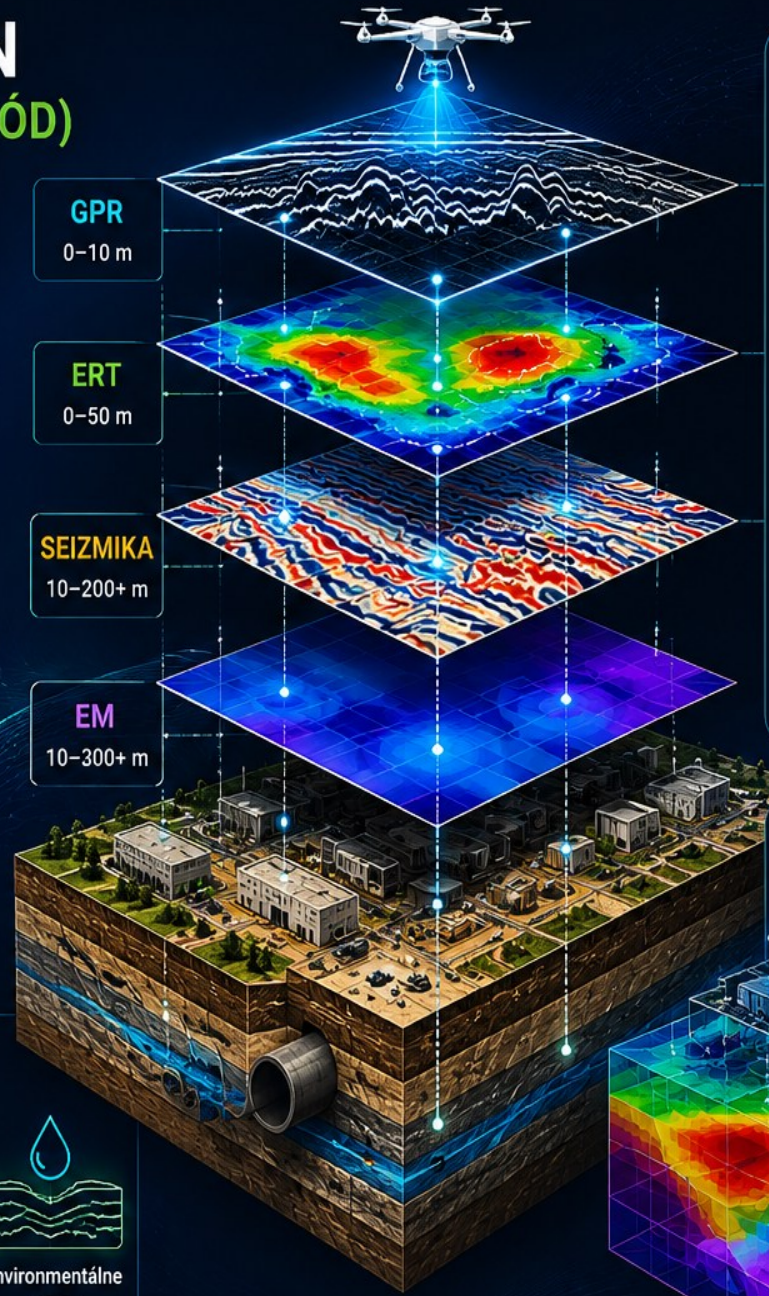 N
ÓD)
GPR
0–10 m
ERT
0–50 m
SEIZMIKA
10–200+ m
EM
10–300+ m
nvironmentálne